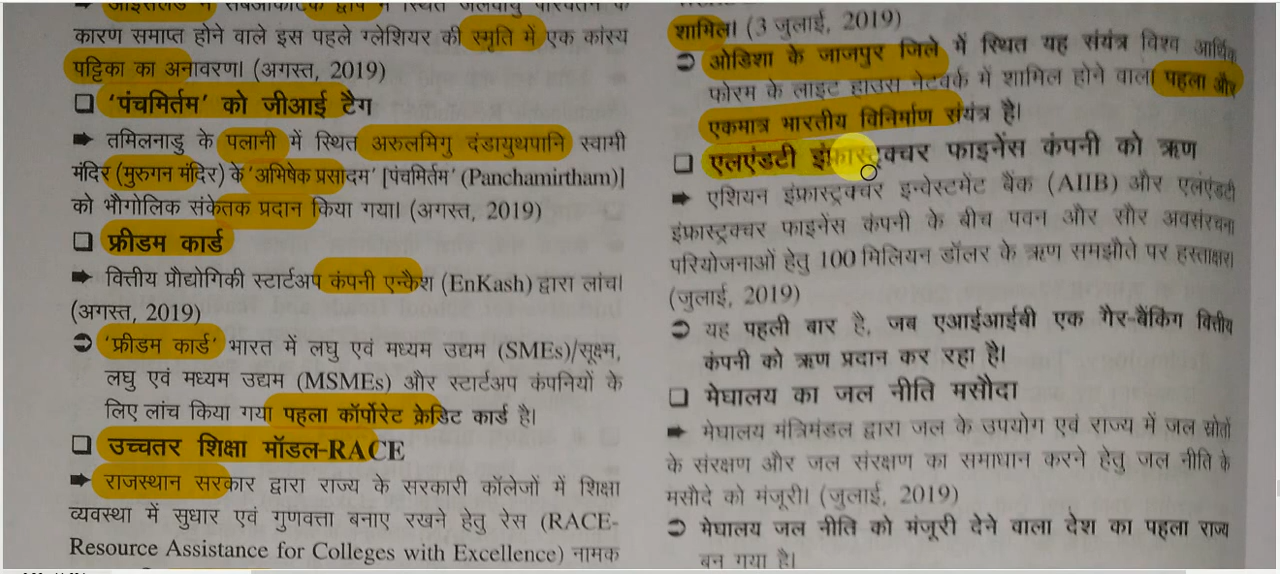 ➡ आइसलैंड में
कारण समाप्त होने वाले इस पहले ग्लेशियर की स्मृति में एक कांस्य
पट्टिका का अनावरण। (अगस्त, 2019)
❑ 'पंचमिर्तम' को जीआई टैग
➡ तमिलनाडु के पलानी में स्थित अरुलमिगु दंडायुथपानि स्वामी
मंदिर (मुरुगन मंदिर) के 'अभिषेक प्रसादम' [पंचमिर्तम' (Panchamirtham)]
को भौगोलिक संकेतक प्रदान किया गया। (अगस्त, 2019)
❑ फ्रीडम कार्ड
➡ वित्तीय प्रौद्योगिकी स्टार्टअप कंपनी एन्कैश (EnKash) द्वारा लांच।
(अगस्त, 2019)
➲ 'फ्रीडम कार्ड' भारत में लघु एवं मध्यम उद्यम (SMEs)/सूक्ष्म,
लघु एवं मध्यम उद्यम (MSMEs) और स्टार्टअप कंपनियों के
लिए लांच किया गया पहला कॉर्पोरेट क्रेडिट कार्ड है।
❑ उच्चतर शिक्षा मॉडल-RACE
➡ राजस्थान सरकार द्वारा राज्य के सरकारी कॉलेजों में शिक्षा
व्यवस्था में सुधार एवं गुणवत्ता बनाए रखने हेतु रेस (RACE-
Resource Assistance for Colleges with Excellence) नामक
शामिल। (3 जुलाई, 2019)
➲ ओडिशा के जाजपुर जिले में स्थित यह संयंत्र विश्व आर्थिक
फोरम के लाइट हाउस नेटवर्क में शामिल होने वाला पहला और
एकमात्र भारतीय विनिर्माण संयंत्र है।
❑ एलएंडटी इंफ्रास्ट्रक्चर फाइनेंस कंपनी को ऋण
➡ एशियन इंफ्रास्ट्रक्चर इन्वेस्टमेंट बैंक (AIIB) और एलएंडटी
इंफ्रास्ट्रक्चर फाइनेंस कंपनी के बीच पवन और सौर अवसंरचना
परियोजनाओं हेतु 100 मिलियन डॉलर के ऋण समझौते पर हस्ताक्षर।
(जुलाई, 2019)
➲ यह पहली बार है, जब एआईआईबी एक गैर-बैंकिंग वित्तीय
कंपनी को ऋण प्रदान कर रहा है।
❑ मेघालय का जल नीति मसौदा
➡ मेघालय मंत्रिमंडल द्वारा जल के उपयोग एवं राज्य में जल स्रोतों
के संरक्षण और जल संरक्षण का समाधान करने हेतु जल नीति के
मसौदे को मंजूरी। (जुलाई, 2019)
➲ मेघालय जल नीति को मंजूरी देने वाला देश का पहला राज्य
बन गया है।